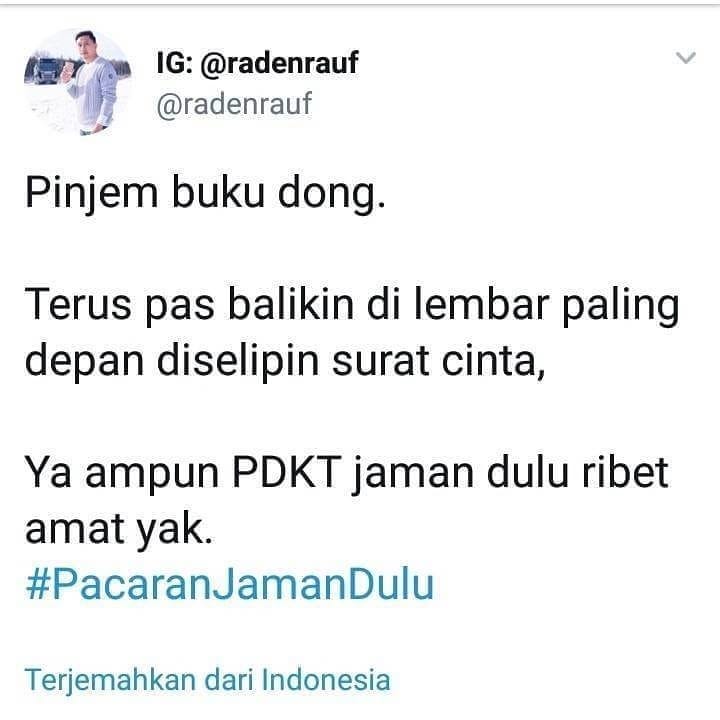 IG: @radenrauf
@radenrauf
Pinjem buku dong.
Terus pas balikin di lembar paling
depan diselipin surat cinta,
Ya ampun PDKT jaman dulu ribet
amat yak.
#PacaranJamanDulu
Terjemahkan dari Indonesia